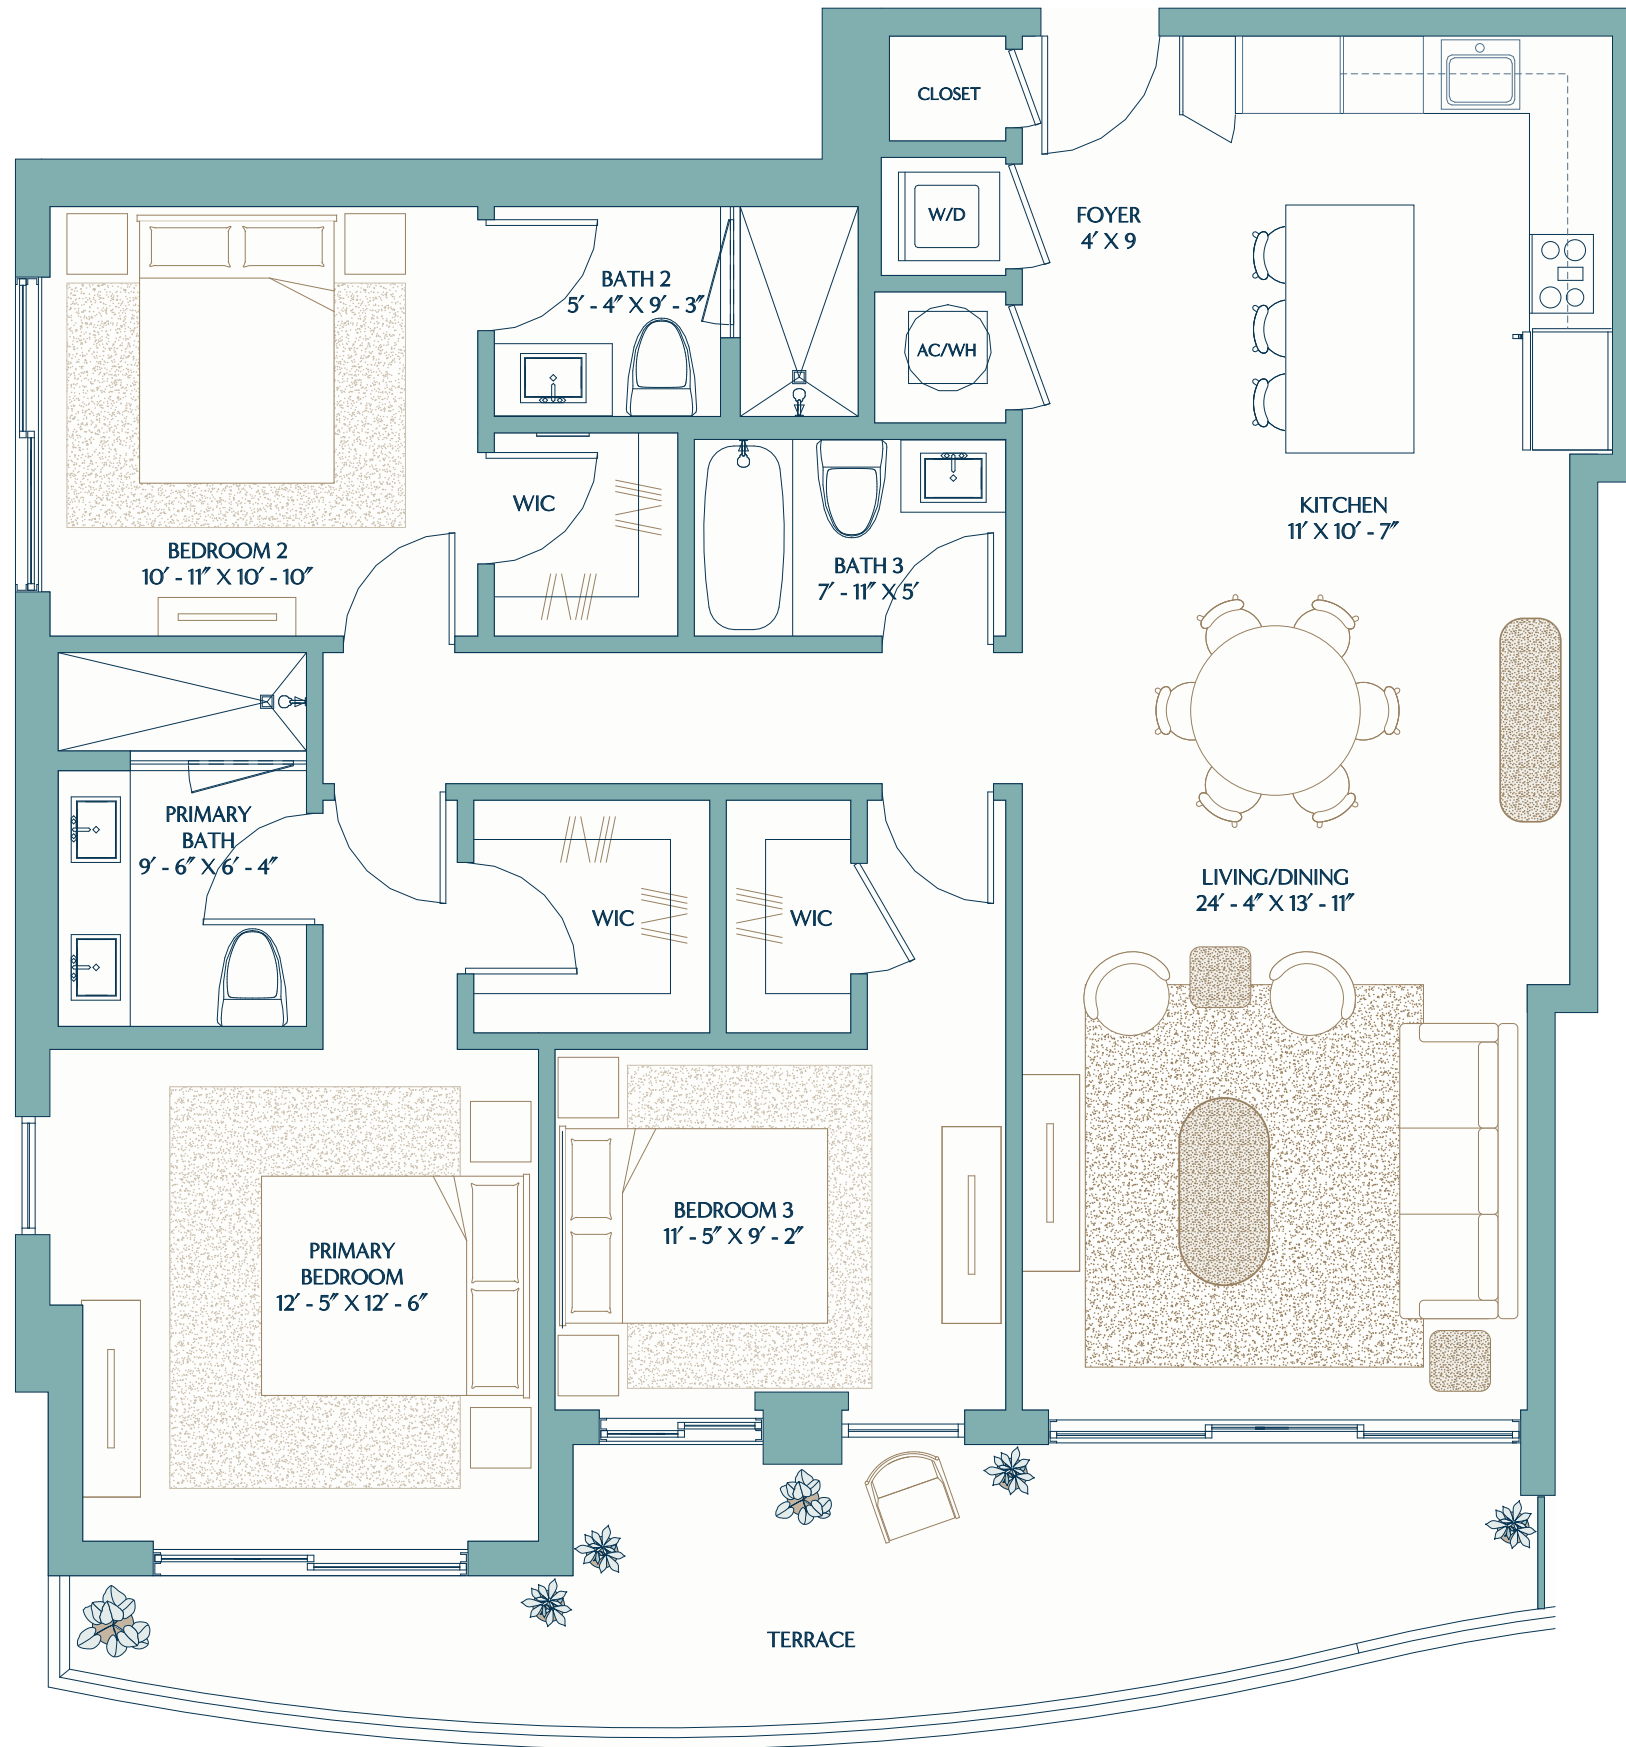 CLOSET
W/D
FOYER
4′ X 9
BATH 2
5′ - 4″ X 9′ - 3″
AC/WH
WIC
KITCHEN
11′ X 10′ - 7″
BEDROOM 2
10′ - 11″ X 10′ - 10″
BATH 3
7′ - 11″ X 5′
PRIMARY
BATH
9′ - 6″ X 6′ - 4″
WIC
WIC
LIVING/DINING
24′ - 4″ X 13′ - 11″
BEDROOM 3
11′ - 5″ X 9′ - 2″
PRIMARY
BEDROOM
12′ - 5″ X 12′ - 6″
TERRACE